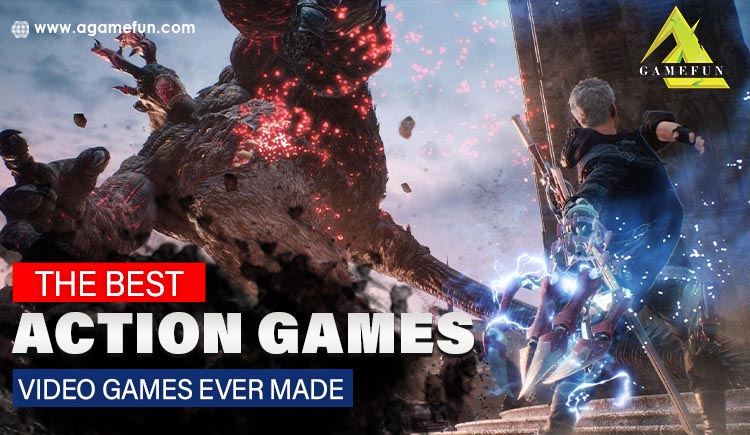 www.agamefun.com
GAMEFUN
THE BEST
ACTION GAMES
VIDEO GAMES EVER MADE